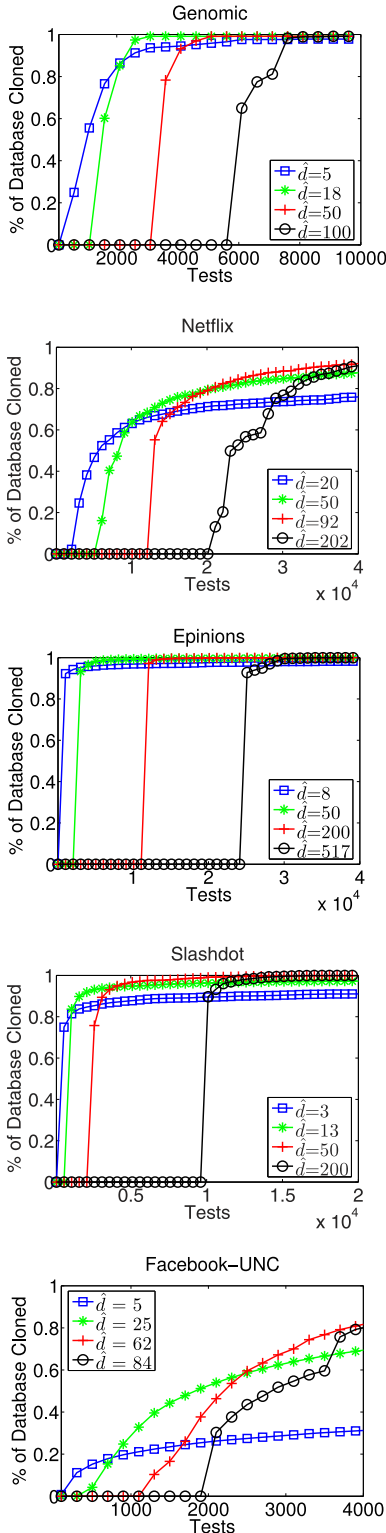 Genomic
% of Database Cloned
1
0.8
0.6
0.4
0.2
0
2000 4000 6000 8000 10000
Tests
d̂=5
d̂=18
d̂=50
d̂=100
Netflix
% of Database Cloned
1
0.8
0.6
0.4
0.2
0
1 2 3 4
Tests
x 10^4
d̂=20
d̂=50
d̂=92
d̂=202
Epinions
% of Database Cloned
1
0.8
0.6
0.4
0.2
0
1 2 3 4
Tests
x 10^4
d̂=8
d̂=50
d̂=200
d̂=517
Slashdot
% of Database Cloned
1
0.8
0.6
0.4
0.2
0
0.5 1 1.5 2
Tests
x 10^4
d̂=3
d̂=13
d̂=50
d̂=200
Facebook−UNC
% of Database Cloned
1
0.8
0.6
0.4
0.2
0
1000 2000 3000 4000
Tests
d̂ = 5
d̂ = 25
d̂ = 62
d̂ = 84